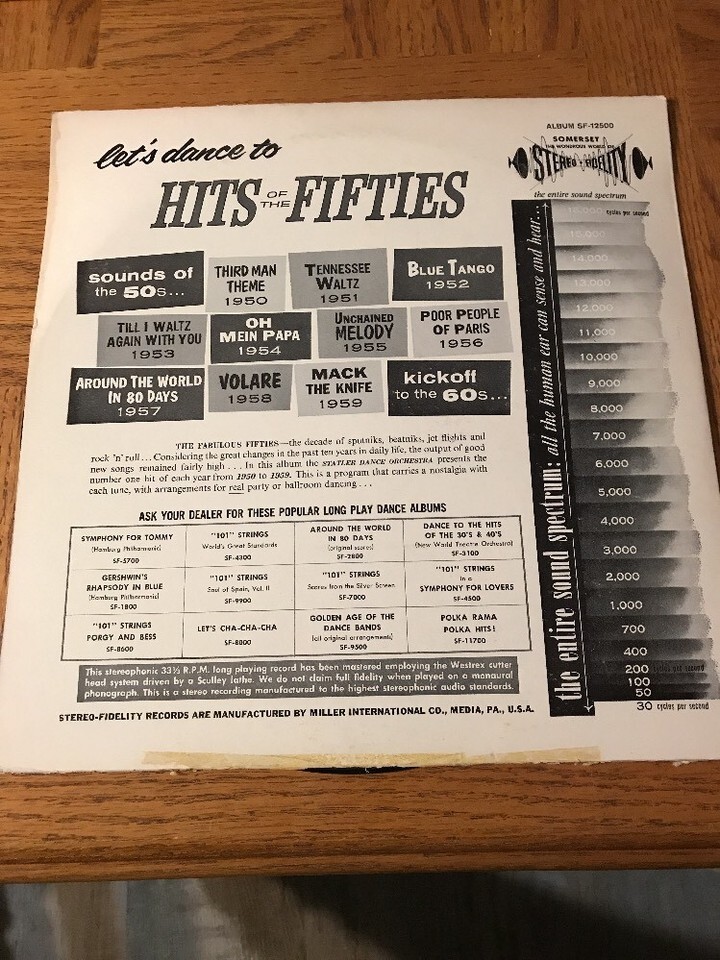 let's dance to
HITS OF THE FIFTIES
ALBUM SF-12500
SOMERSET
THE WONDROUS WORLD OF
STEREO-FIDELITY
the entire sound spectrum
sounds of
the 50s...
THIRD MAN
THEME
1950
TENNESSEE
WALTZ
1951
BLUE TANGO
1952
TILL I WALTZ
AGAIN WITH YOU
1953
OH
MEIN PAPA
1954
UNCHAINED
MELODY
1955
POOR PEOPLE
OF PARIS
1956
AROUND THE WORLD
IN 80 DAYS
1957
VOLARE
1958
MACK
THE KNIFE
1959
kickoff
to the 60s...
THE FABULOUS FIFTIES—the decade of sputniks, beatniks, jet flights and
rock 'n' roll... Considering the great changes in the past ten years in daily life, the output of good
new songs remained fairly high... In this album the STATLER DANCE ORCHESTRA presents the
number one hit of each year from 1950 to 1959. This is a program that carries a nostalgia with
each tune, with arrangements for real party or ballroom dancing...
ASK YOUR DEALER FOR THESE POPULAR LONG PLAY DANCE ALBUMS
SYMPHONY FOR TOMMY
(Hamburg Philharmonic)
SF-5700
"101" STRINGS
World's Great Standards
SF-4300
AROUND THE WORLD
IN 80 DAYS
(original scores)
SF-2800
DANCE TO THE HITS
OF THE 30'S & 40'S
(New World Theatre Orchestra)
SF-3100
GERSHWIN'S
RHAPSODY IN BLUE
(Hamburg Philharmonic)
SF-1800
"101" STRINGS
Soul of Spain, Vol. II
SF-9900
"101" STRINGS
Scores from the Silver Screen
SF-7000
"101" STRINGS
in a
SYMPHONY FOR LOVERS
SF-4500
"101" STRINGS
PORGY AND BESS
SF-8600
LET'S CHA-CHA-CHA
SF-8800
GOLDEN AGE OF THE
DANCE BANDS
(all original arrangements)
SF-9500
POLKA RAMA
POLKA HITS!
SF-11700
This stereophonic 33⅓ R.P.M. long playing record has been mastered employing the Westrex cutter
head system driven by a Sculley lathe. We do not claim full fidelity when played on a monaural
phonograph. This is a stereo recording manufactured to the highest stereophonic audio standards.
STEREO-FIDELITY RECORDS ARE MANUFACTURED BY MILLER INTERNATIONAL CO., MEDIA, PA., U.S.A.
the entire sound spectrum: all the human ear can sense and hear...
cycles per second
15,000
14,000
13,000
12,000
11,000
10,000
9,000
8,000
7,000
6,000
5,000
4,000
3,000
2,000
1,000
700
400
200 cycles per second
100
50
30 cycles per second